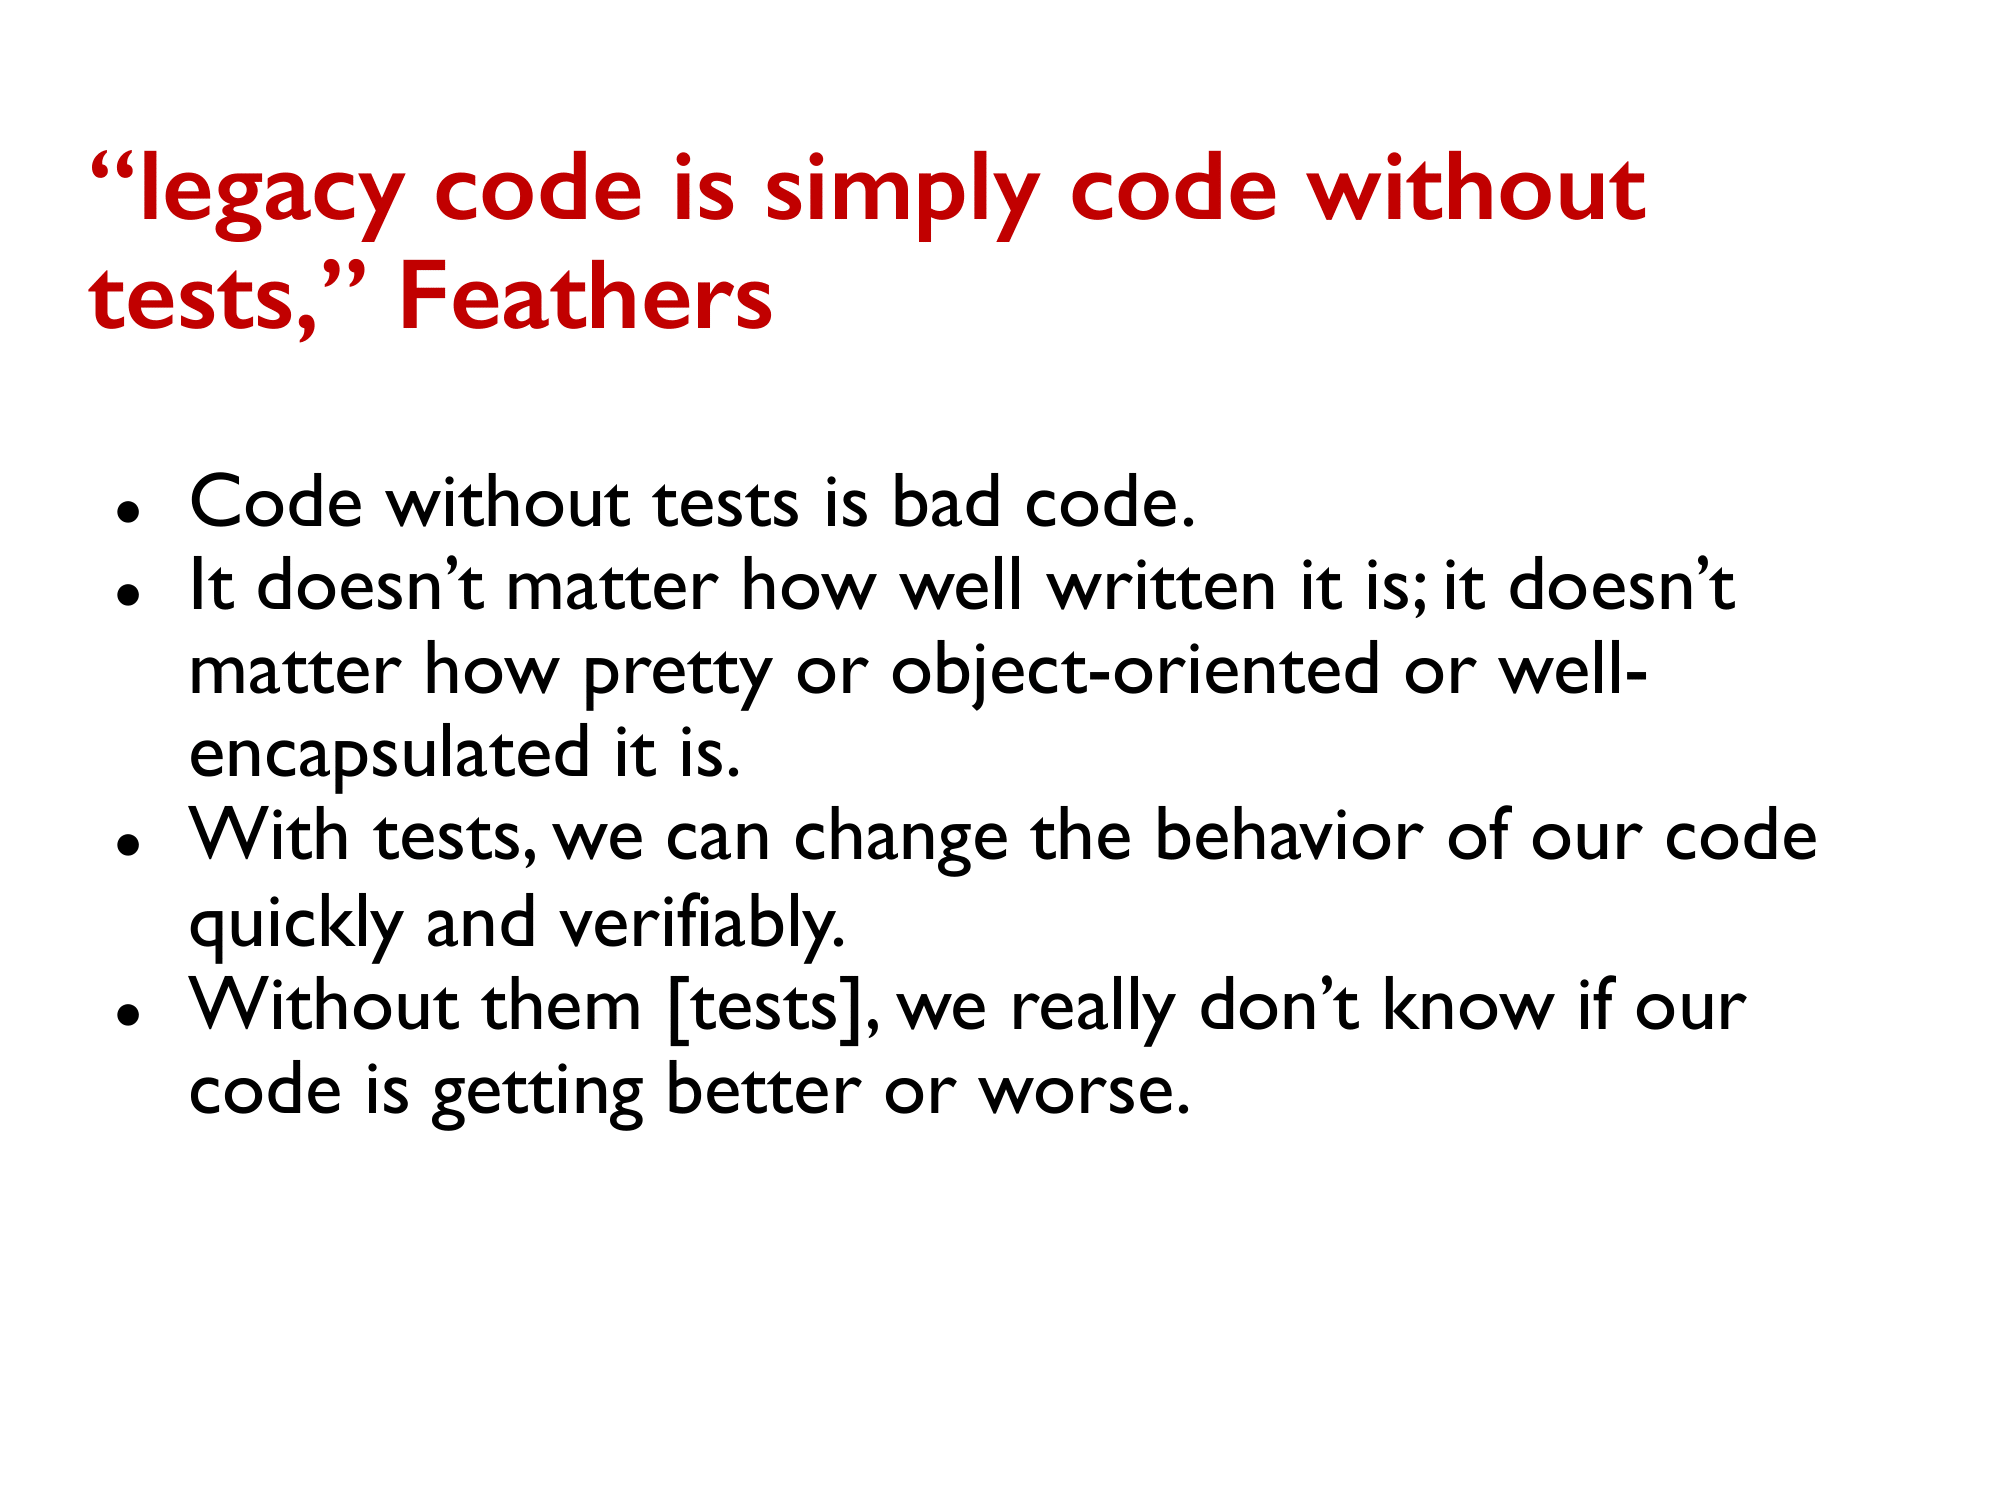 “legacy code is simply code without
tests,” Feathers
● Code without tests is bad code.
● It doesn’t matter how well written it is; it doesn’t
matter how pretty or object-oriented or well-
encapsulated it is.
● With tests, we can change the behavior of our code
quickly and verifiably.
● Without them [tests], we really don’t know if our
code is getting better or worse.